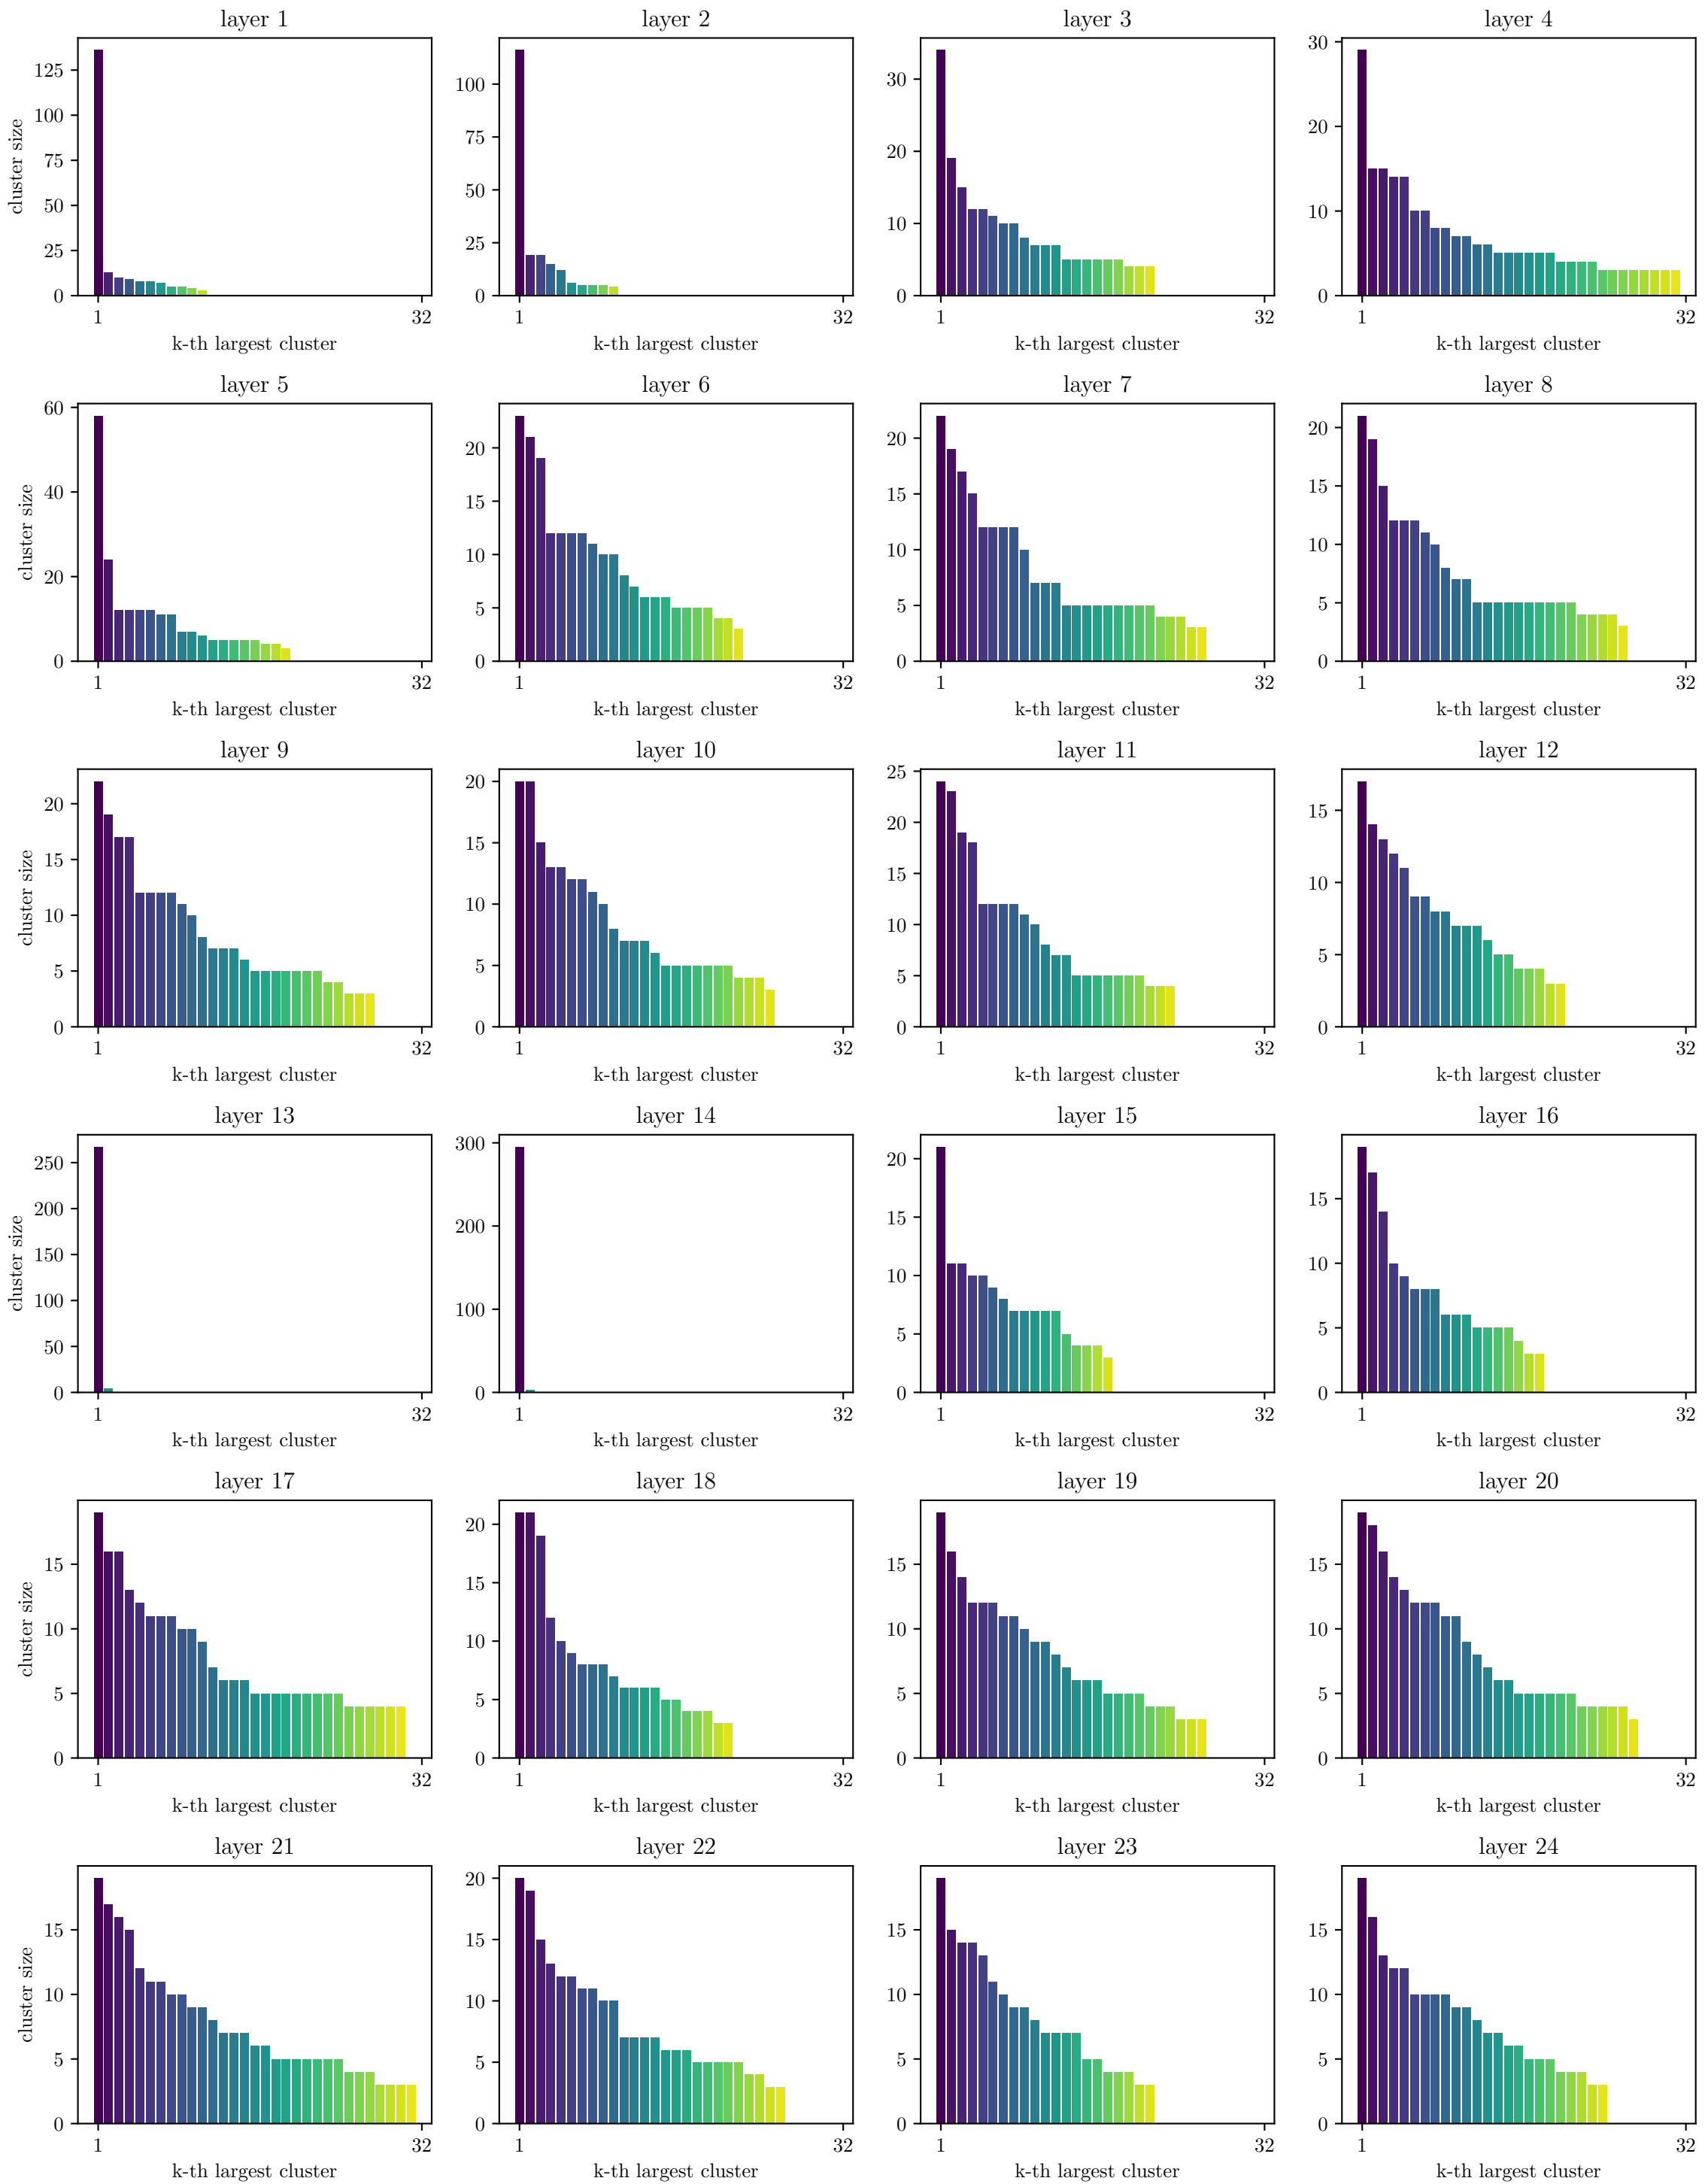 layer 1
layer 2
layer 3
layer 4
125
100
75
50
25
0
cluster size
1
32
k-th largest cluster
100
75
50
25
0
1
32
k-th largest cluster
30
20
10
0
1
32
k-th largest cluster
30
20
10
0
1
32
k-th largest cluster
layer 5
layer 6
layer 7
layer 8
60
40
20
0
cluster size
1
32
k-th largest cluster
20
15
10
5
0
1
32
k-th largest cluster
20
15
10
5
0
1
32
k-th largest cluster
20
15
10
5
0
1
32
k-th largest cluster
layer 9
layer 10
layer 11
layer 12
20
15
10
5
0
cluster size
1
32
k-th largest cluster
20
15
10
5
0
1
32
k-th largest cluster
25
20
15
10
5
0
1
32
k-th largest cluster
15
10
5
0
1
32
k-th largest cluster
layer 13
layer 14
layer 15
layer 16
250
200
150
100
50
0
cluster size
1
32
k-th largest cluster
300
200
100
0
1
32
k-th largest cluster
20
15
10
5
0
1
32
k-th largest cluster
15
10
5
0
1
32
k-th largest cluster
layer 17
layer 18
layer 19
layer 20
15
10
5
0
cluster size
1
32
k-th largest cluster
20
15
10
5
0
1
32
k-th largest cluster
15
10
5
0
1
32
k-th largest cluster
15
10
5
0
1
32
k-th largest cluster
layer 21
layer 22
layer 23
layer 24
15
10
5
0
cluster size
1
32
k-th largest cluster
20
15
10
5
0
1
32
k-th largest cluster
15
10
5
0
1
32
k-th largest cluster
15
10
5
0
1
32
k-th largest cluster